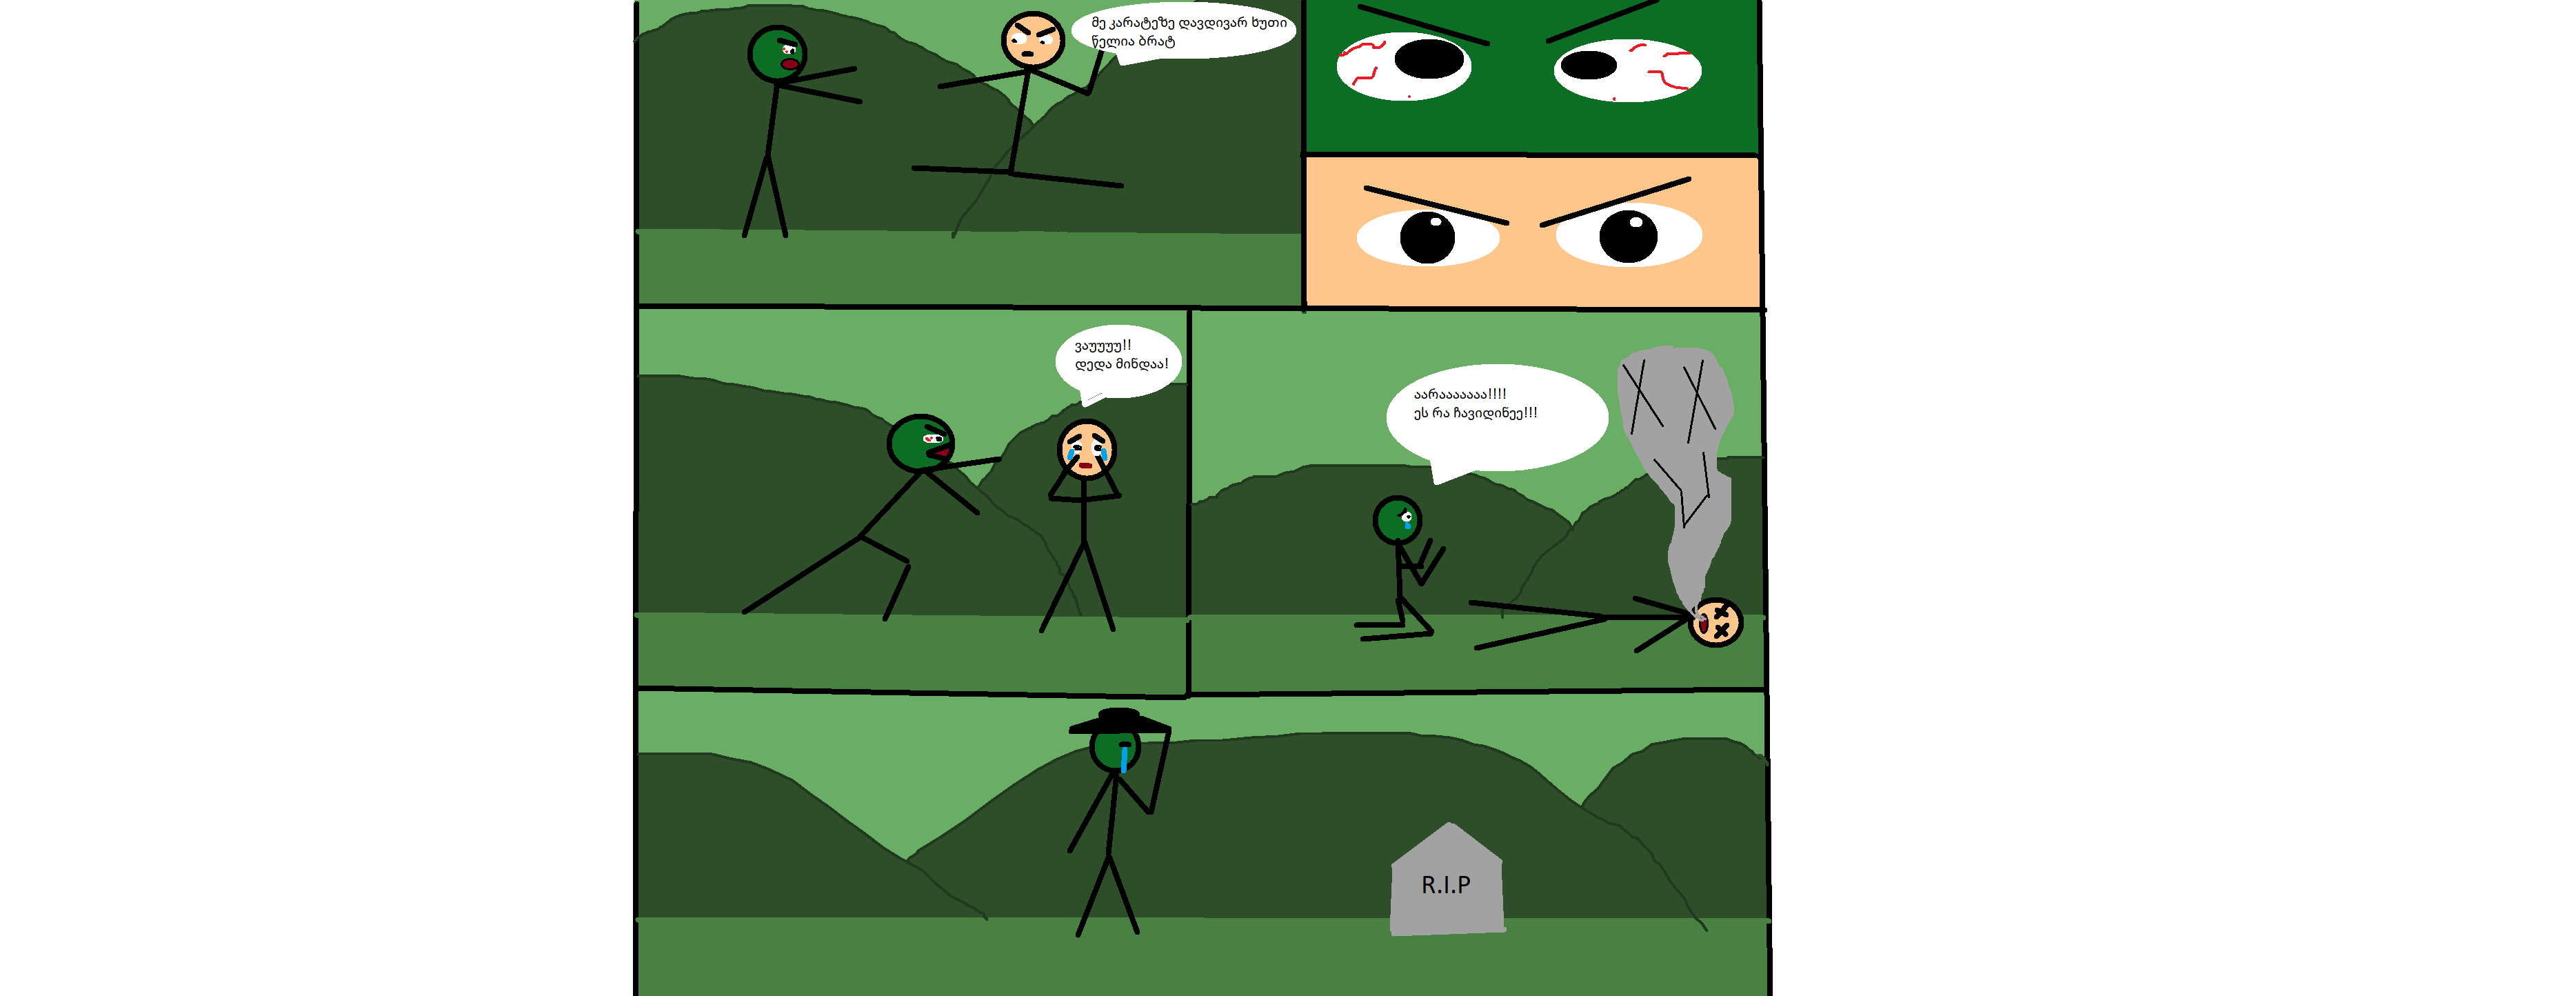 მე კარატეზე დავდივარ ხუთი
წელია ბრატ
ვაუუუუ!!
დედა მინდაა!
აარააააააა!!!!
ეს რა ჩავიდინეე!!!
R.I.P